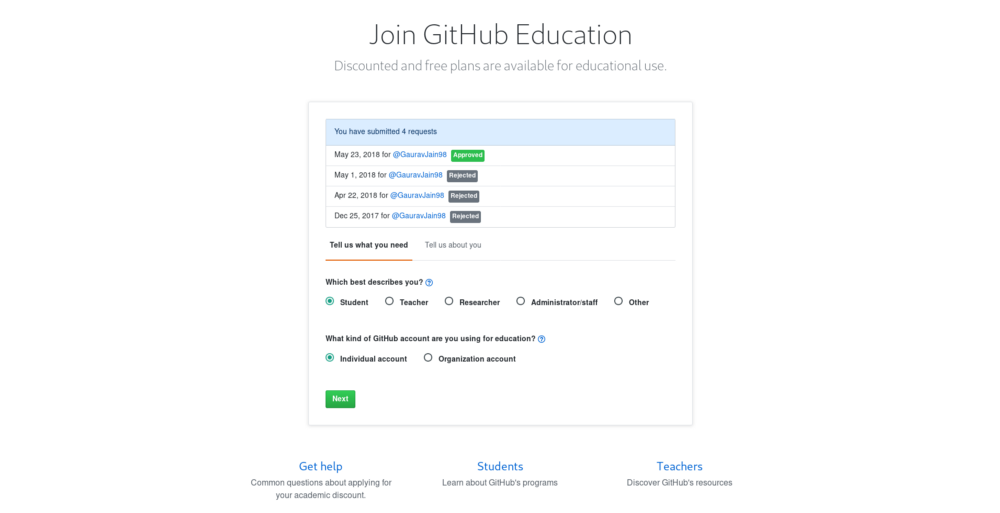 Join GitHub Education
Discounted and free plans are available for educational use.
You have submitted 4 requests
May 23, 2018 for @GauravJain98 Approved
May 1, 2018 for @GauravJain98 Rejected
Apr 22, 2018 for @GauravJain98 Rejected
Dec 25, 2017 for @GauravJain98 Rejected
Tell us what you need Tell us about you
Which best describes you?
Student Teacher Researcher Administrator/staff Other
What kind of GitHub account are you using for education?
Individual account Organization account
Next
Get help Students Teachers
Common questions about applying for Learn about GitHub's programs Discover GitHub's resources
your academic discount.